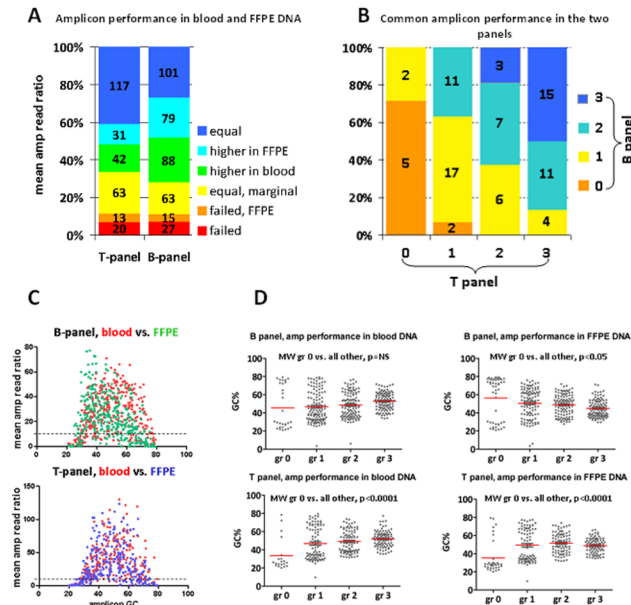 A
Amplicon performance in blood and FFPE DNA
mean amp read ratio
100%
80%
60%
40%
20%
0%
117
31
42
63
13
20
101
79
88
63
15
27
T-panel
B-panel
equal
higher in FFPE
higher in blood
equal, marginal
failed, FFPE
failed
B
Common amplicon performance in the two
panels
100%
80%
60%
40%
20%
0%
2
5
11
17
2
3
7
6
15
11
4
0
1
2
3
T panel
3
2
1
0
B panel
C
B-panel, blood vs. FFPE
mean amp read ratio
80
60
40
20
0
0
20
40
60
80
100
T-panel, blood vs. FFPE
mean amp read ratio
150
100
50
0
0
20
40
60
80
100
amplicon GC
D
B panel, amp performance in blood DNA
MW gr 0 vs. all other, p=NS
GC%
100
80
60
40
20
0
gr 0
gr 1
gr 2
gr 3
B panel, amp performance in FFPE DNA
MW gr 0 vs. all other, p<0.05
GC%
100
80
60
40
20
0
gr 0
gr 1
gr 2
gr 3
T panel, amp performance in blood DNA
MW gr 0 vs. all other, p<0.0001
GC%
100
80
60
40
20
0
gr 0
gr 1
gr 2
gr 3
T panel, amp performance in FFPE DNA
MW gr 0 vs. all other, p<0.0001
GC%
100
80
60
40
20
0
gr 0
gr 1
gr 2
gr 3